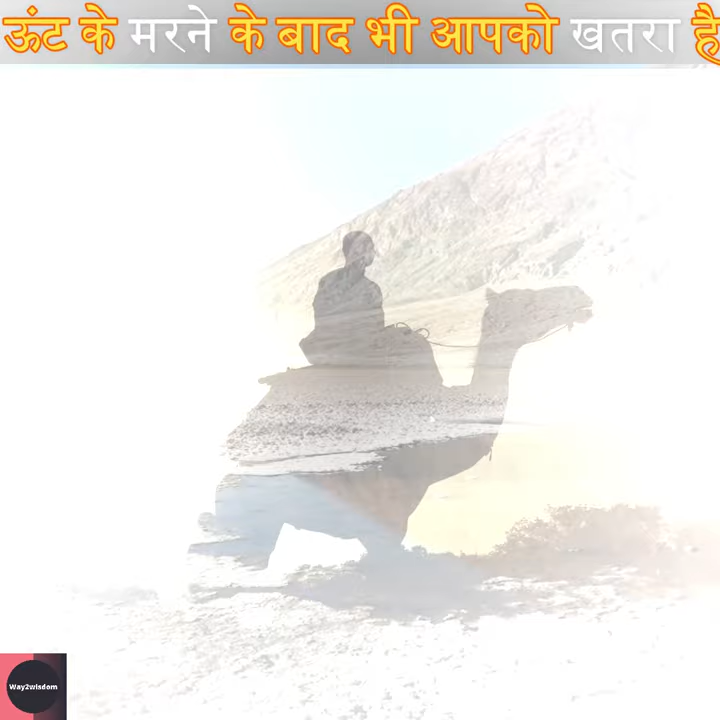 ऊंट के मरने के बाद भी आपको खतरा है
Way2wisdom